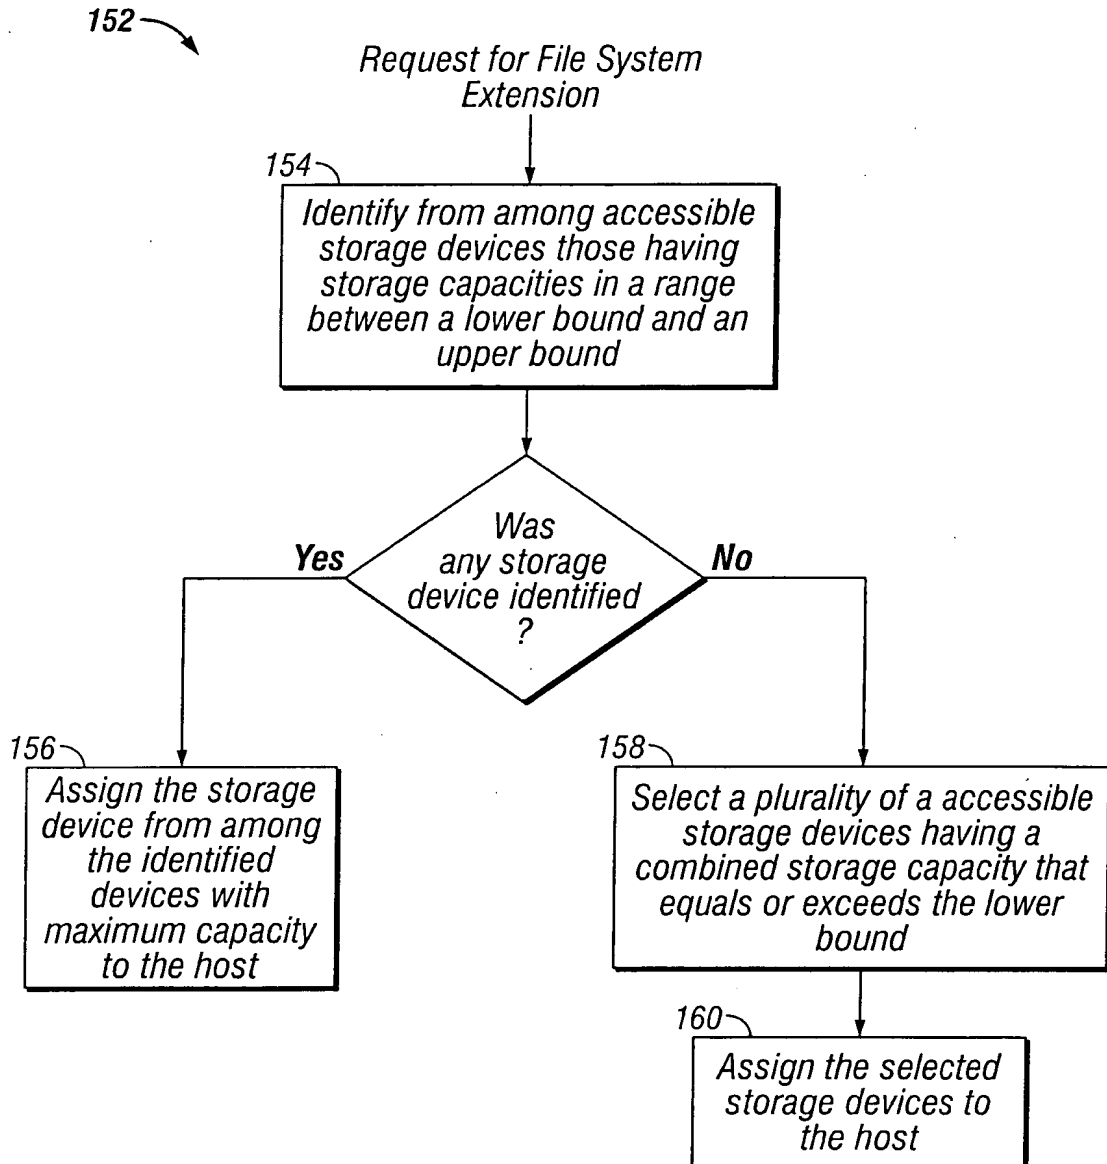 152
Request for File System
Extension
154
Identify from among accessible
storage devices those having
storage capacities in a range
between a lower bound and an
upper bound
Was
any storage
device identified
?
Yes
No
156
Assign the storage
device from among
the identified
devices with
maximum capacity
to the host
158
Select a plurality of a accessible
storage devices having a
combined storage capacity that
equals or exceeds the lower
bound
160
Assign the selected
storage devices to
the host